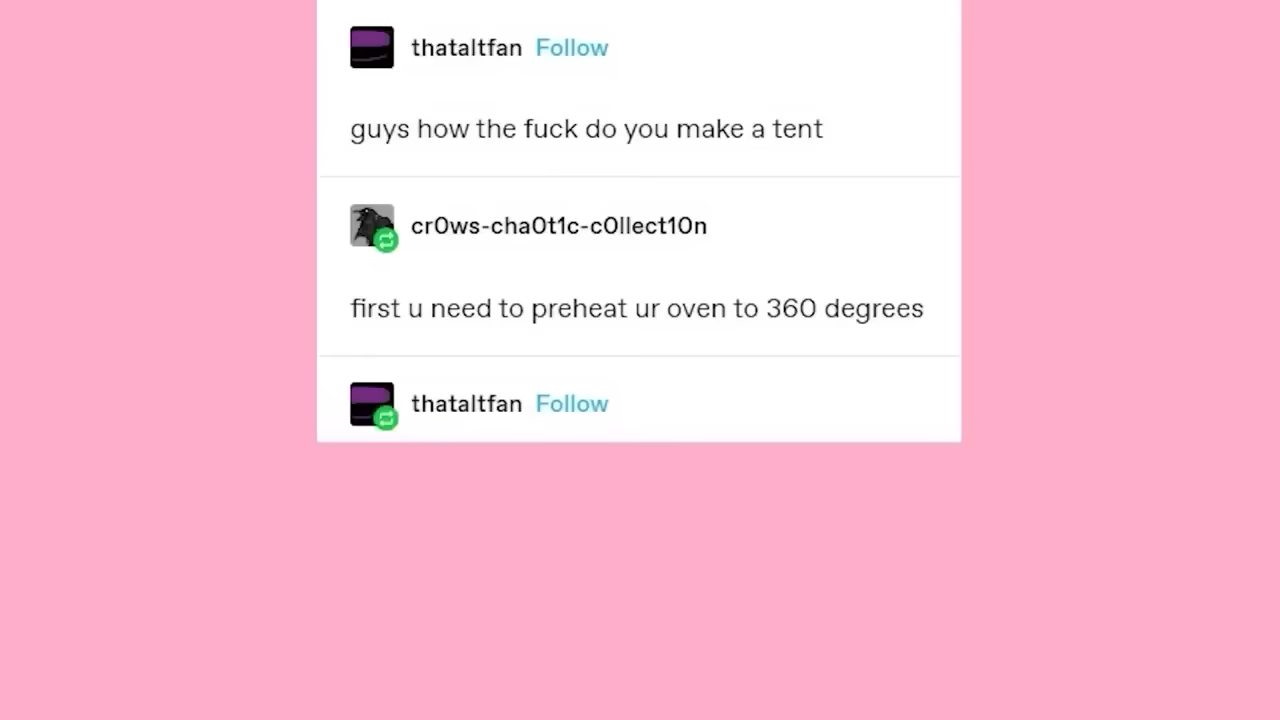 thataltfan Follow
guys how the fuck do you make a tent
cr0ws-cha0t1c-c0llect10n
first u need to preheat ur oven to 360 degrees
thataltfan Follow